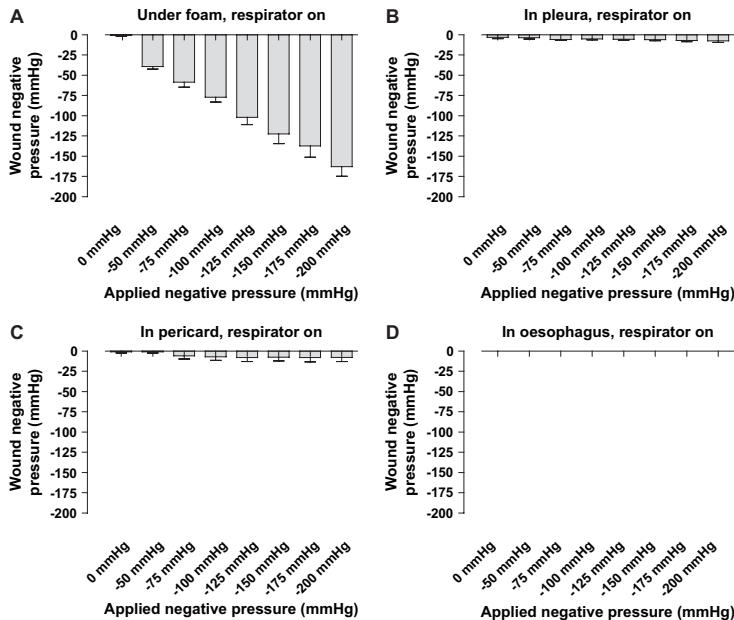 A
Under foam, respirator on
Wound negative
pressure (mmHg)
0
-50
-75
-100
-125
-150
-175
-200
0 mmHg
-50 mmHg
-75 mmHg
-100 mmHg
-125 mmHg
-150 mmHg
-175 mmHg
-200 mmHg
Applied negative pressure (mmHg)
B
In pleura, respirator on
Wound negative
pressure (mmHg)
0
-50
-75
-100
-125
-150
-175
-200
0 mmHg
-50 mmHg
-75 mmHg
-100 mmHg
-125 mmHg
-150 mmHg
-175 mmHg
-200 mmHg
Applied negative pressure (mmHg)
C
In pericard, respirator on
Wound negative
pressure (mmHg)
0
-50
-75
-100
-125
-150
-175
-200
0 mmHg
-50 mmHg
-75 mmHg
-100 mmHg
-125 mmHg
-150 mmHg
-175 mmHg
-200 mmHg
Applied negative pressure (mmHg)
D
In oesophagus, respirator on
Wound negative
pressure (mmHg)
0
-50
-75
-100
-125
-150
-175
-200
0 mmHg
-50 mmHg
-75 mmHg
-100 mmHg
-125 mmHg
-150 mmHg
-175 mmHg
-200 mmHg
Applied negative pressure (mmHg)